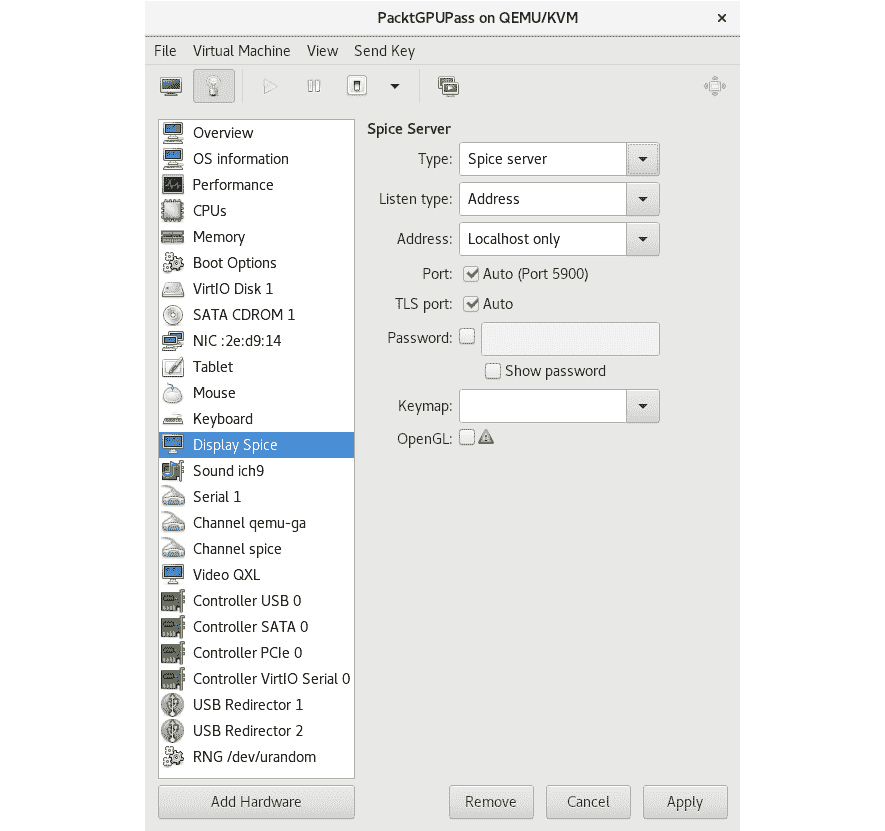 PacktGPUPass on QEMU/KVM ×
File Virtual Machine View Send Key
Overview
OS information
Performance
CPUs
Memory
Boot Options
VirtIO Disk 1
SATA CDROM 1
NIC :2e:d9:14
Tablet
Mouse
Keyboard
Display Spice
Sound ich9
Serial 1
Channel qemu-ga
Channel spice
Video QXL
Controller USB 0
Controller SATA 0
Controller PCIe 0
Controller VirtIO Serial 0
USB Redirector 1
USB Redirector 2
RNG /dev/urandom
Add Hardware
Spice Server
Type: Spice server
Listen type: Address
Address: Localhost only
Port: Auto (Port 5900)
TLS port: Auto
Password:
Show password
Keymap:
OpenGL:
Remove Cancel Apply